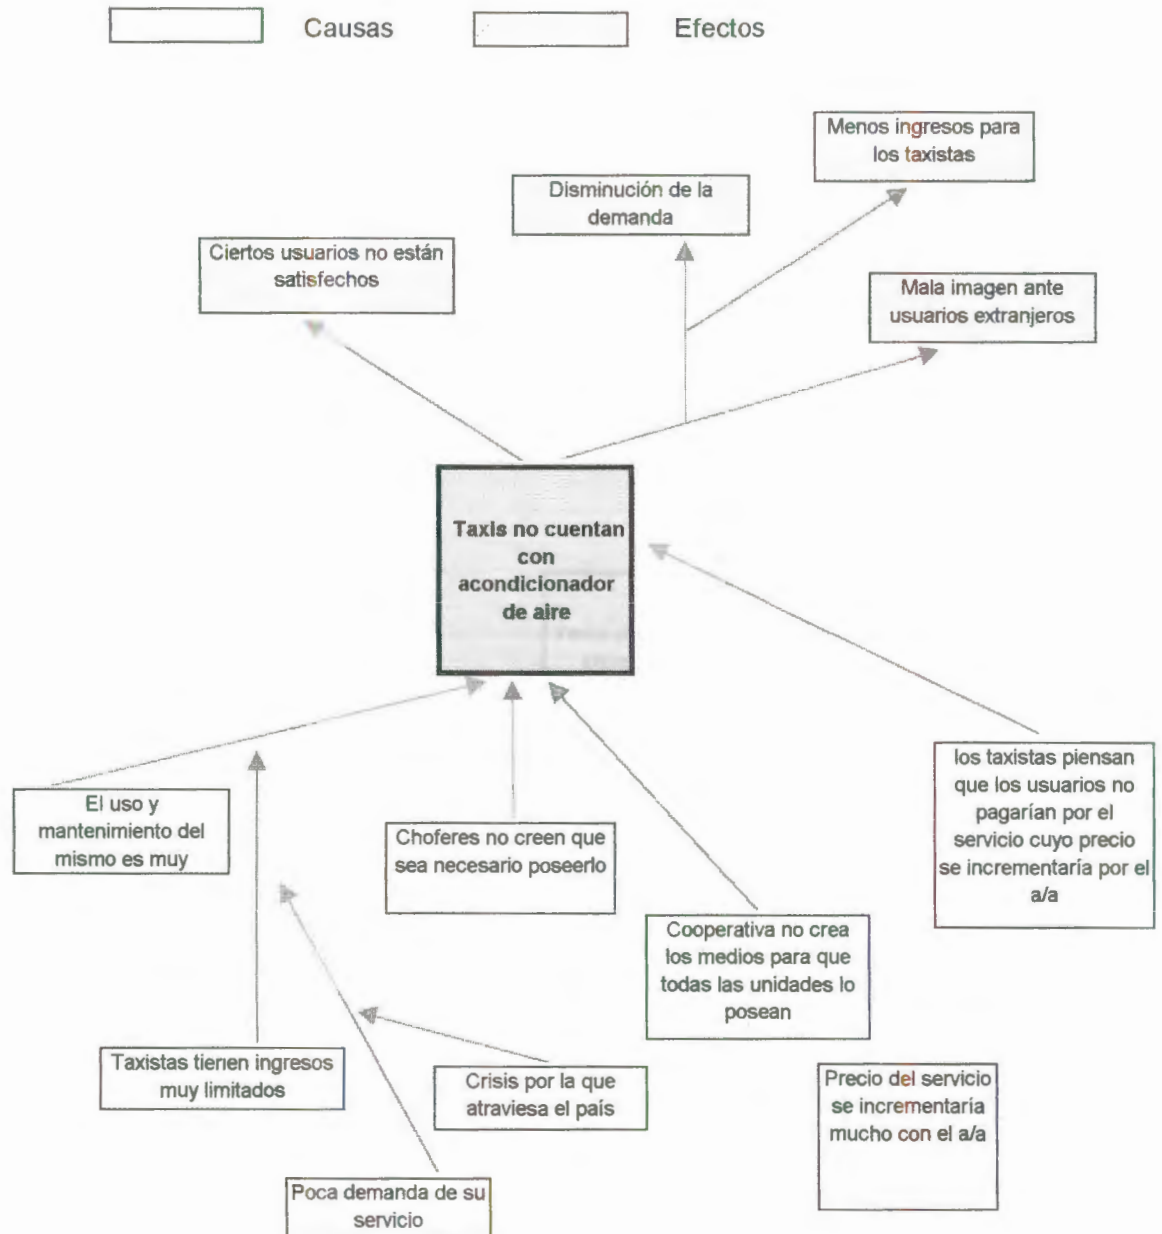 Causas
Efectos
Menos ingresos para
los taxistas
Disminución de la
demanda
Ciertos usuarios no están
satisfechos
Mala imagen ante
usuarios extranjeros
Taxis no cuentan
con
acondicionador
de aire
los taxistas piensan
que los usuarios no
pagarían por el
servicio cuyo precio
se incrementaría por el
a/a
El uso y
mantenimiento del
mismo es muy
Choferes no creen que
sea necesario poseerlo
Cooperativa no crea
los medios para que
todas las unidades lo
posean
Taxistas tienen ingresos
muy limitados
Crisis por la que
atraviesa el país
Precio del servicio
se incrementaría
mucho con el a/a
Poca demanda de su
servicio